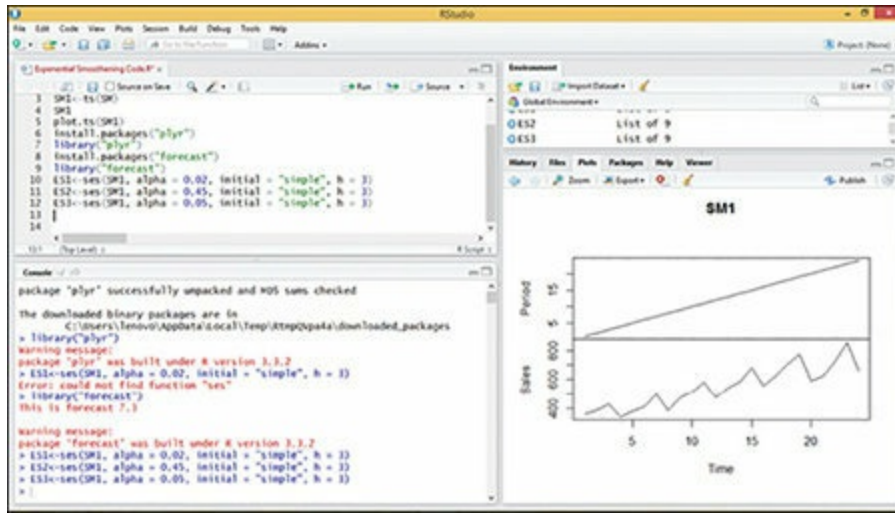 RStudio
File Edit Code View Plots Session Build Debug Tools Help
Go to file/function
Addins
Project: (None)
Exponential Smoothening Code.R*
Source on Save
Run
Source
3 SM1<-ts(SM)
4 SM1
5 plot.ts(SM1)
6 install.packages("plyr")
7 library("plyr")
8 install.packages("forecast")
9 library("forecast")
10 ES1<-ses(SM1, alpha = 0.02, initial = "simple", h = 3)
11 ES2<-ses(SM1, alpha = 0.45, initial = "simple", h = 3)
12 ES3<-ses(SM1, alpha = 0.05, initial = "simple", h = 3)
13
14
13:1
(Top Level)
R Script
Console
package "plyr" successfully unpacked and MD5 sums checked
The downloaded binary packages are in
C:\Users\lenovo\AppData\Local\Temp\\downloaded_packages
> library("plyr")
Warning message:
package "plyr" was built under R version 3.3.2
> ES1<-ses(SM1, alpha = 0.02, initial = "simple", h = 3)
Error: could not find function "ses"
> library("forecast")
This is forecast 7.3
Warning message:
package "forecast" was built under R version 3.3.2
> ES1<-ses(SM1, alpha = 0.02, initial = "simple", h = 3)
> ES2<-ses(SM1, alpha = 0.45, initial = "simple", h = 3)
> ES3<-ses(SM1, alpha = 0.05, initial = "simple", h = 3)
>
Environment
Import Dataset
List
Global Environment
ES2 List of 9
ES3 List of 9
History Files Plots Packages Help Viewer
Zoom Export Publish
SM1
Period
15
5
Sales
800
600
400
5 10 15 20
Time